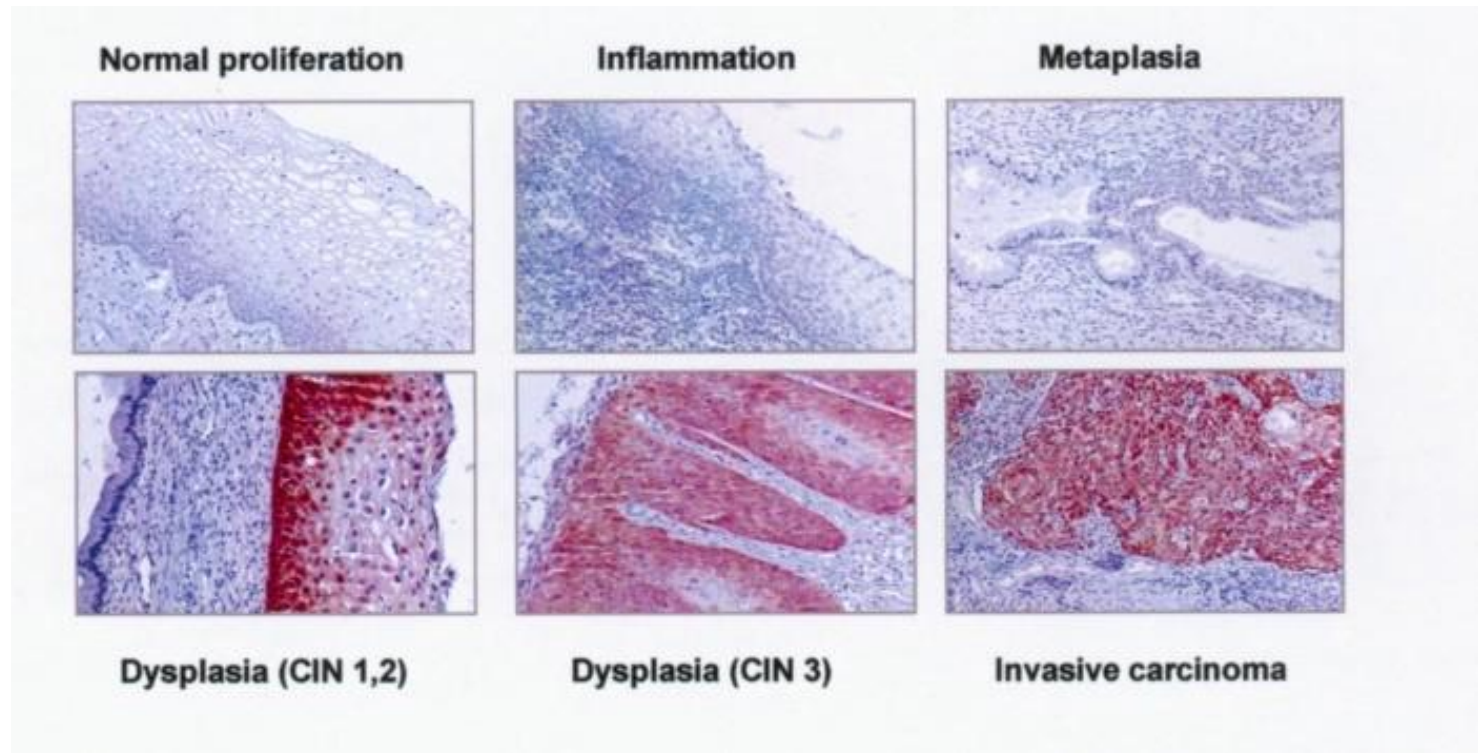 Normal proliferation
Inflammation
Metaplasia
Dysplasia (CIN 1,2)
Dysplasia (CIN 3)
Invasive carcinoma